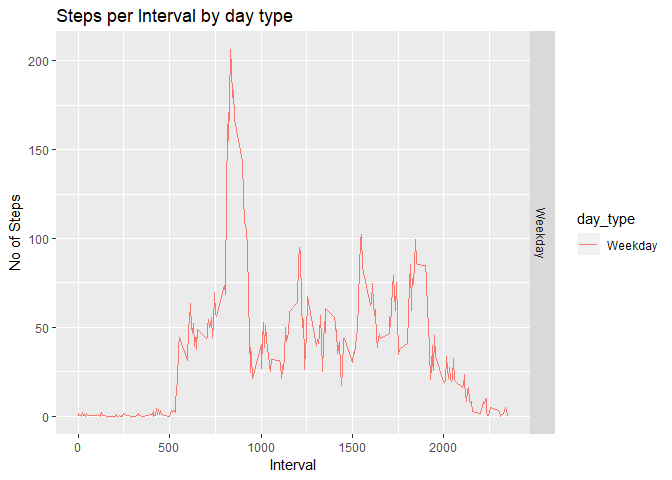 Steps per Interval by day type
No of Steps
200
150
100
50
0
0 500 1000 1500 2000
Interval
Weekday
day_type
Weekday